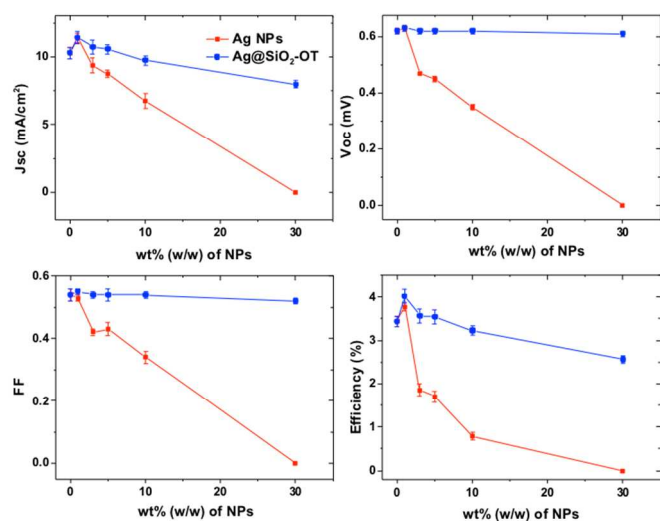 10
5
0
Jsc (mA/cm²)
Ag NPs
Ag@SiO₂-OT
0 10 20 30
wt% (w/w) of NPs
0.6
0.4
0.2
0.0
Voc (mV)
0 10 20 30
wt% (w/w) of NPs
0.6
0.4
0.2
0.0
FF
0 10 20 30
wt% (w/w) of NPs
4
3
2
1
0
Efficiency (%)
0 10 20 30
wt% (w/w) of NPs